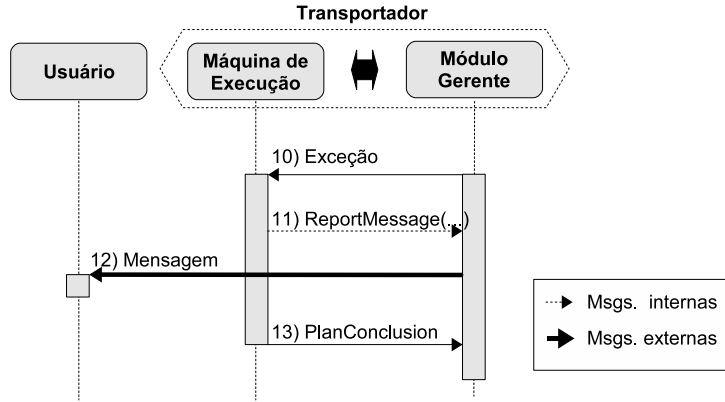 Transportador
Usuário
Máquina de
Execução
Módulo
Gerente
10) Exceção
11) ReportMessage(...)
12) Mensagem
13) PlanConclusion
Msgs. internas
Msgs. externas